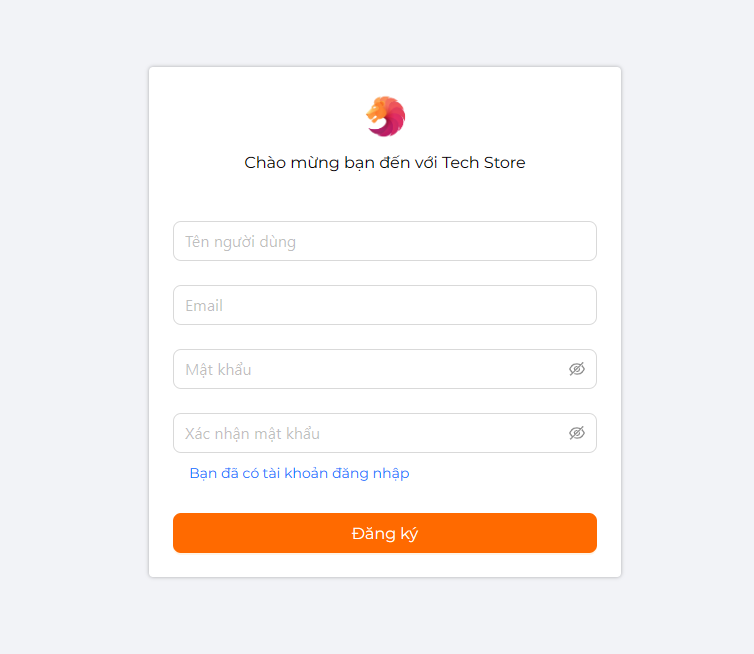 Chào mừng bạn đến với Tech Store
Tên người dùng
Email
Mật khẩu
Xác nhận mật khẩu
Bạn đã có tài khoản đăng nhập
Đăng ký